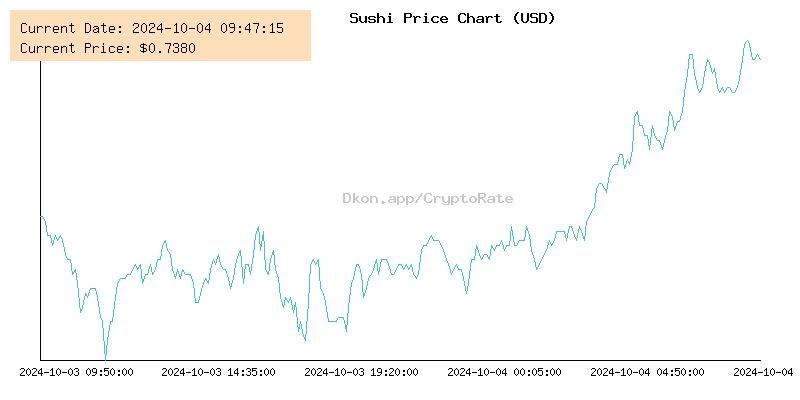 Sushi Price Chart (USD)
Current Date: 2024-10-04 09:47:15
Current Price: $0.7380
Dkon.app/CryptoRate
2024-10-03 09:50:00 2024-10-03 14:35:00 2024-10-03 19:20:00 2024-10-04 00:05:00 2024-10-04 04:50:00 2024-10-04